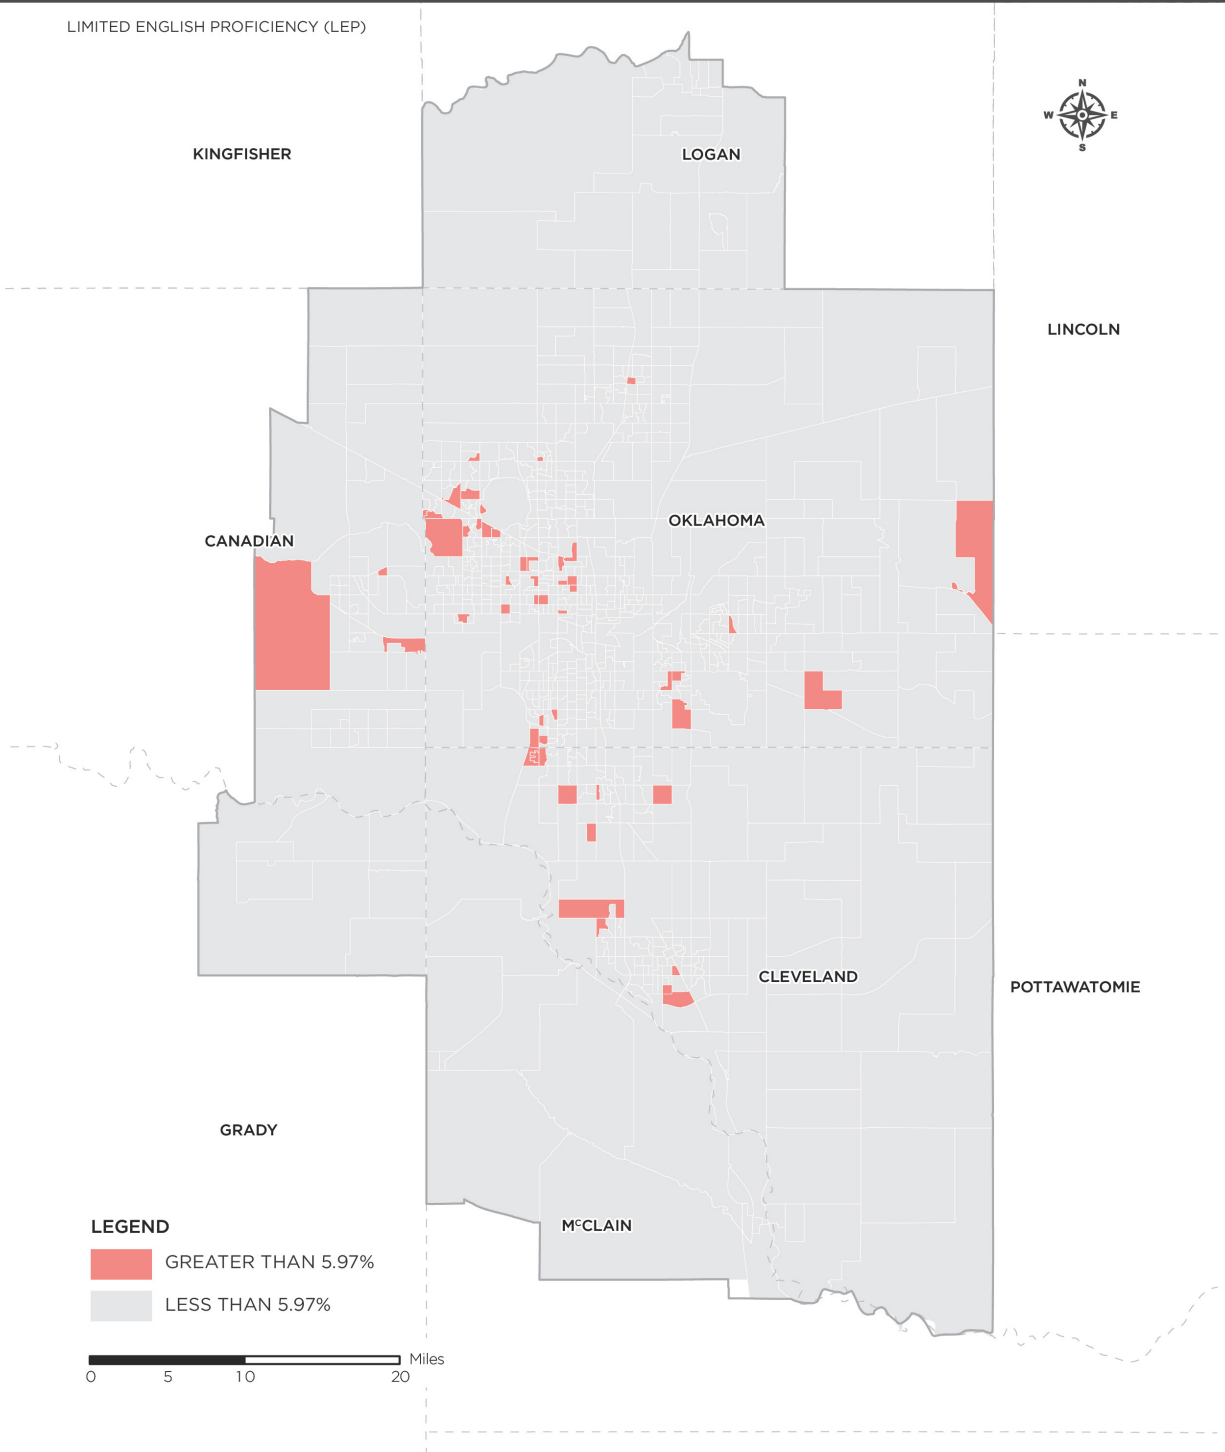 LIMITED ENGLISH PROFICIENCY (LEP)
N
W E
S
KINGFISHER
LOGAN
LINCOLN
OKLAHOMA
CANADIAN
CLEVELAND
POTTAWATOMIE
GRADY
McCLAIN
LEGEND
GREATER THAN 5.97%
LESS THAN 5.97%
Miles
0 5 10 20